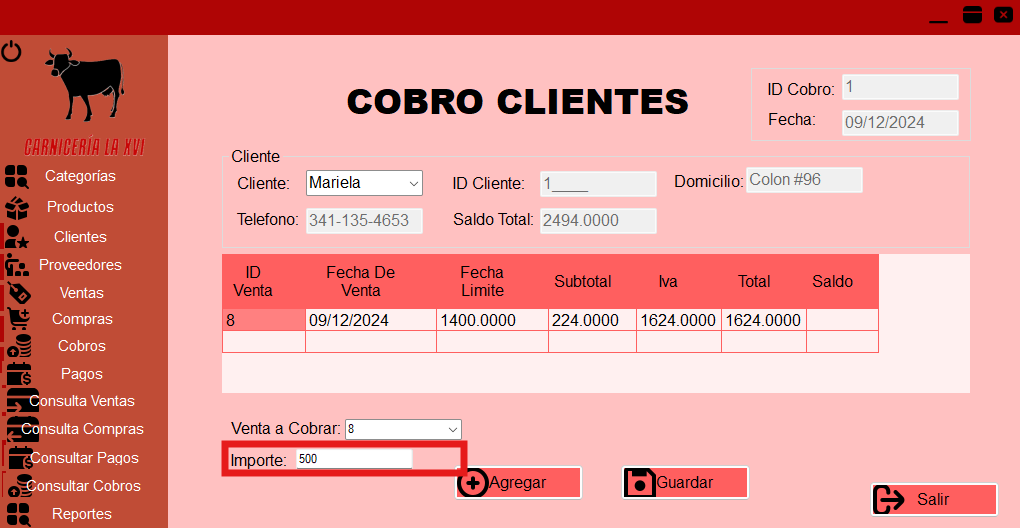 ID Cobro: 1
COBRO CLIENTES
Fecha: 09/12/2024
CARNICERÍA LA XVI
Cliente
Cliente: Mariela ID Cliente: 1____ Domicilio: Colon #96
Telefono: 341-135-4653 Saldo Total: 2494.0000
Categorías
Productos
Clientes
Proveedores
Ventas
Compras
Cobros
Pagos
Consulta Ventas
Consulta Compras
Consultar Pagos
Consultar Cobros
Reportes
ID Venta Fecha De Venta Fecha Limite Subtotal Iva Total Saldo
8 09/12/2024 1400.0000 224.0000 1624.0000 1624.0000
Venta a Cobrar: 8
Importe: 500
Agregar Guardar
Salir